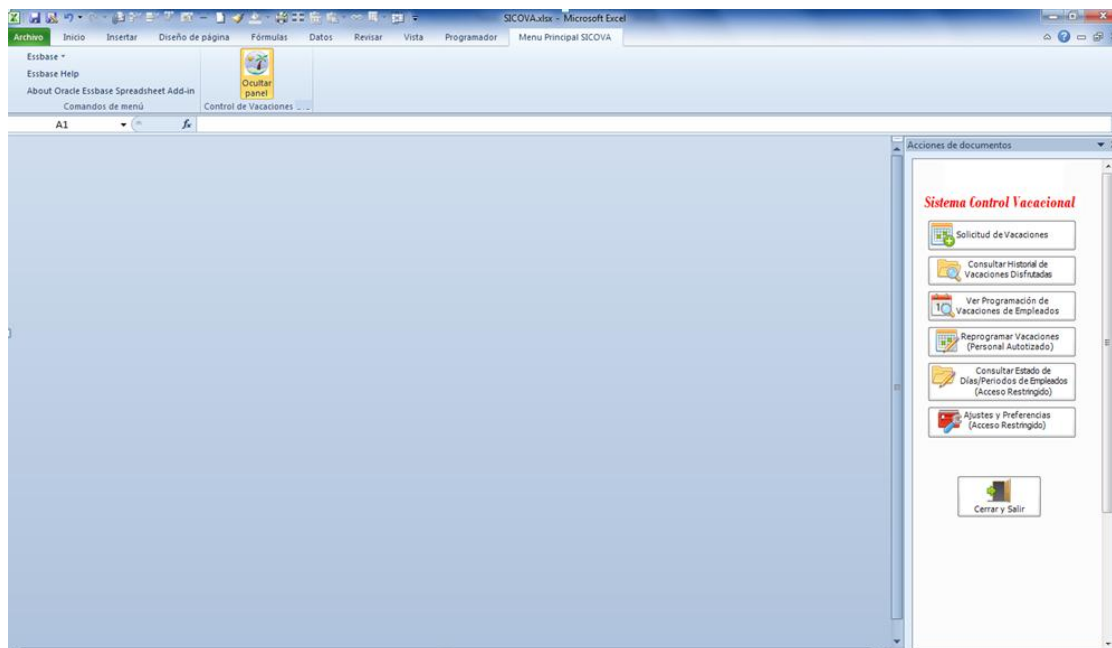 SICOVA.xlsx - Microsoft Excel
Archivo Inicio Insertar Diseño de página Fórmulas Datos Revisar Vista Programador Menu Principal SICOVA
Essbase
Essbase Help
About Oracle Essbase Spreadsheet Add-in
Comandos de menú
Ocultar
panel
Control de Vacaciones
A1
fx
Acciones de documentos
Sistema Control Vacacional
Solicitud de Vacaciones
Consultar Historial de
Vacaciones Disfrutadas
Ver Programación de
Vacaciones de Empleados
Reprogramar Vacaciones
(Personal Autotizado)
Consultar Estado de
Días/Periodos de Empleados
(Acceso Restringido)
Ajustes y Preferencias
(Acceso Restringido)
Cerrar y Salir